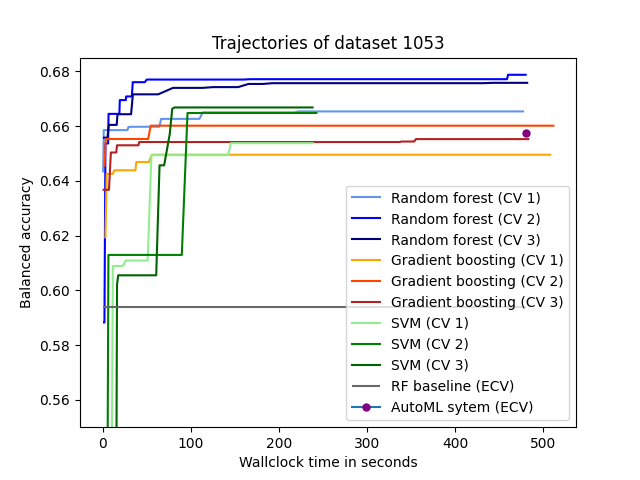 Trajectories of dataset 1053
Balanced accuracy
0.68
0.66
0.64
0.62
0.60
0.58
0.56
Random forest (CV 1)
Random forest (CV 2)
Random forest (CV 3)
Gradient boosting (CV 1)
Gradient boosting (CV 2)
Gradient boosting (CV 3)
SVM (CV 1)
SVM (CV 2)
SVM (CV 3)
RF baseline (ECV)
AutoML sytem (ECV)
0 100 200 300 400 500
Wallclock time in seconds